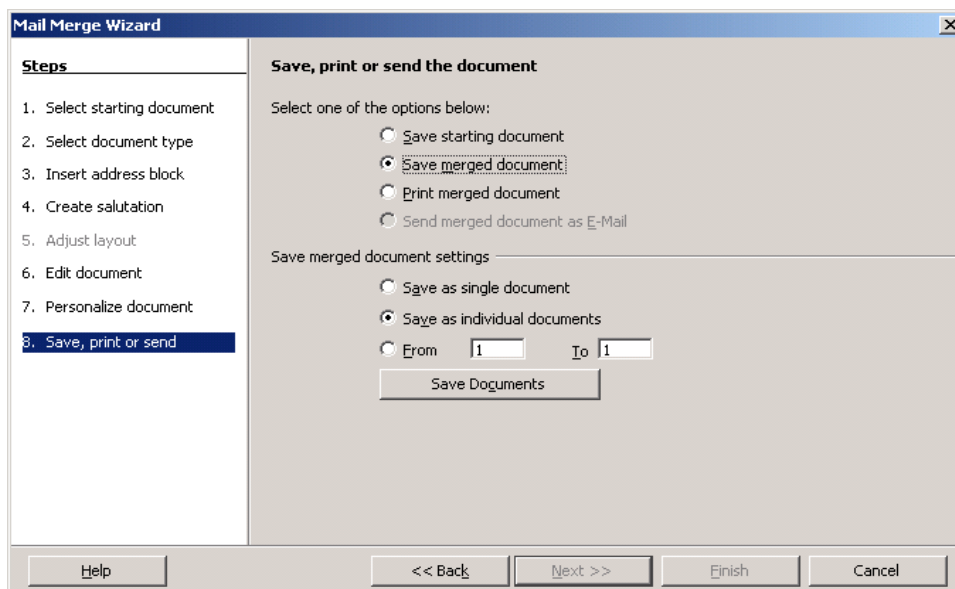 Mail Merge Wizard
Steps
1. Select starting document
2. Select document type
3. Insert address block
4. Create salutation
5. Adjust layout
6. Edit document
7. Personalize document
8. Save, print or send
Save, print or send the document
Select one of the options below:
Save starting document
Save merged document
Print merged document
Send merged document as E-Mail
Save merged document settings
Save as single document
Save as individual documents
From 1 To 1
Save Documents
Help << Back Next >> Finish Cancel